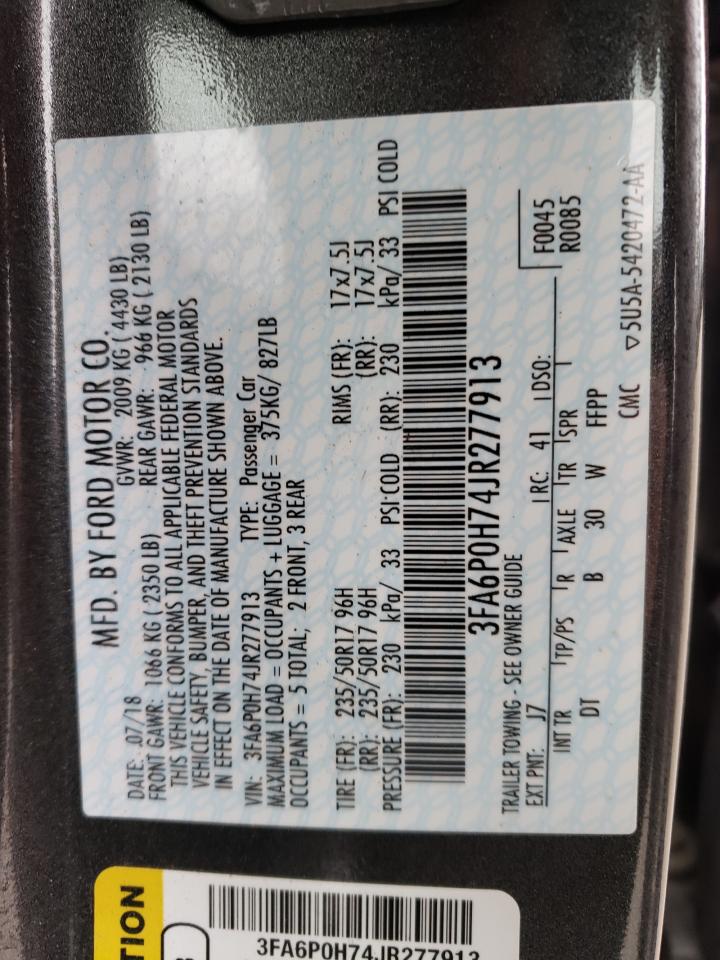 MFD. BY FORD MOTOR CO.
DATE: .07/18 GVWR: 2009 KG ( 4430 LB)
FRONT GAWR: 1066 KG ( 2350 LB) REAR GAWR: 966 KG ( 2130 LB)
THIS VEHICLE CONFORMS TO ALL APPLICABLE FEDERAL MOTOR
VEHICLE SAFETY, BUMPER, AND THEFT PREVENTION STANDARDS
IN EFFECT ON THE DATE OF MANUFACTURE SHOWN ABOVE.
VIN: 3FA6P0H74JR277913 TYPE: Passenger Car
MAXIMUM LOAD = OCCUPANTS + LUGGAGE = 375KG/ 827LB
OCCUPANTS = 5 TOTAL; 2 FRONT, 3 REAR
TIRE (FR): 235/50R17 96H RIMS (FR): 17x7.5J
(RR): 235/50R17 96H (RR): 17x7.5J
PRESSURE (FR): 230 kPa/ 33 PSI COLD (RR): 230 kPa/ 33 PSI COLD
3FA6P0H74JR277913
TRAILER TOWING - SEE OWNER GUIDE F0045
EXT PNT: J7 RC: 41 DSO: R0085
INT TR TP/PS R AXLE TR SPR
DT B 30 W FFPP
CMC ▽5U5A-5420472-AA
TION
3FA6P0H74JR277913